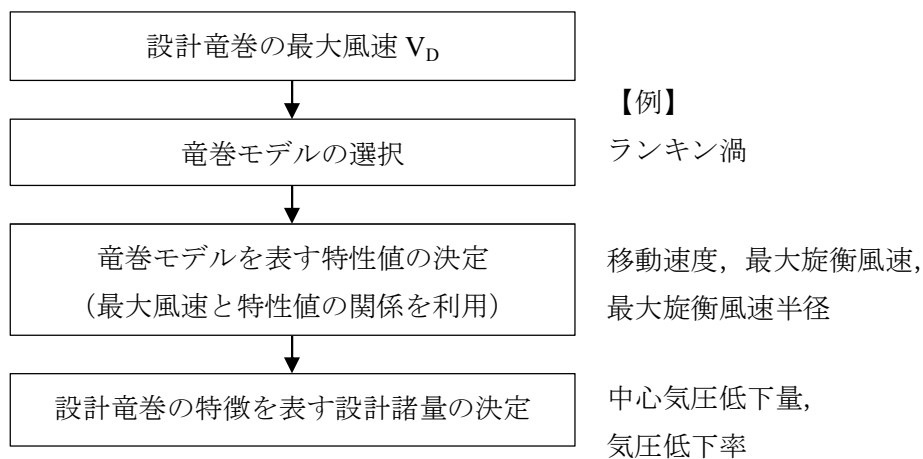 設計竜巻の最大風速 V_D
【例】
竜巻モデルの選択
ランキン渦
竜巻モデルを表す特性値の決定
（最大風速と特性値の関係を利用）
移動速度，最大旋衡風速，
最大旋衡風速半径
設計竜巻の特徴を表す設計諸量の決定
中心気圧低下量，
気圧低下率